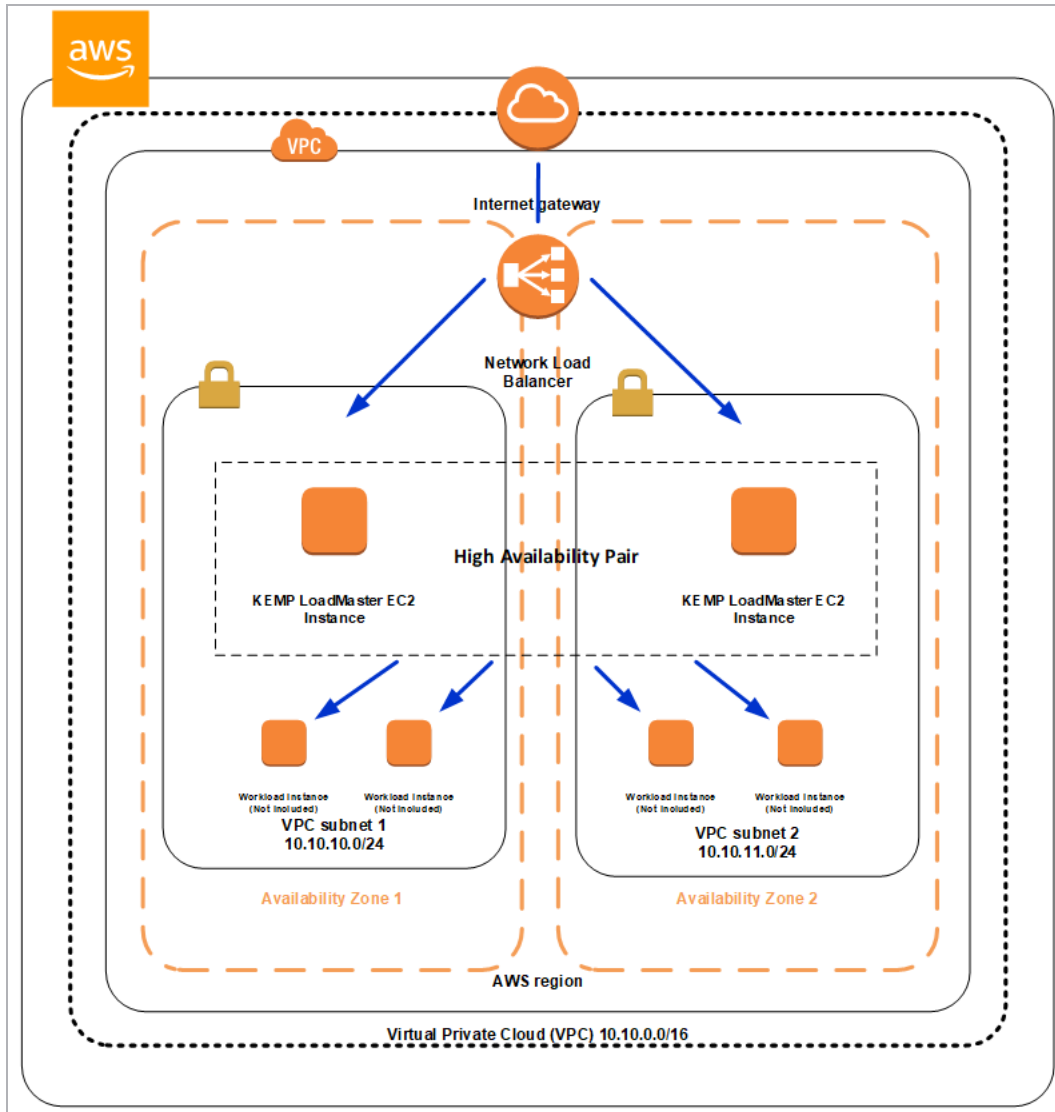 aws
VPC
Internet gateway
Network Load
Balancer
High Availability Pair
KEMP LoadMaster EC2
Instance
KEMP LoadMaster EC2
Instance
Workload Instance
(Not Included)
Workload Instance
(Not Included)
Workload Instance
(Not Included)
Workload Instance
(Not Included)
VPC subnet 1
10.10.10.0/24
VPC subnet 2
10.10.11.0/24
Availability Zone 1
Availability Zone 2
AWS region
Virtual Private Cloud (VPC) 10.10.0.0/16